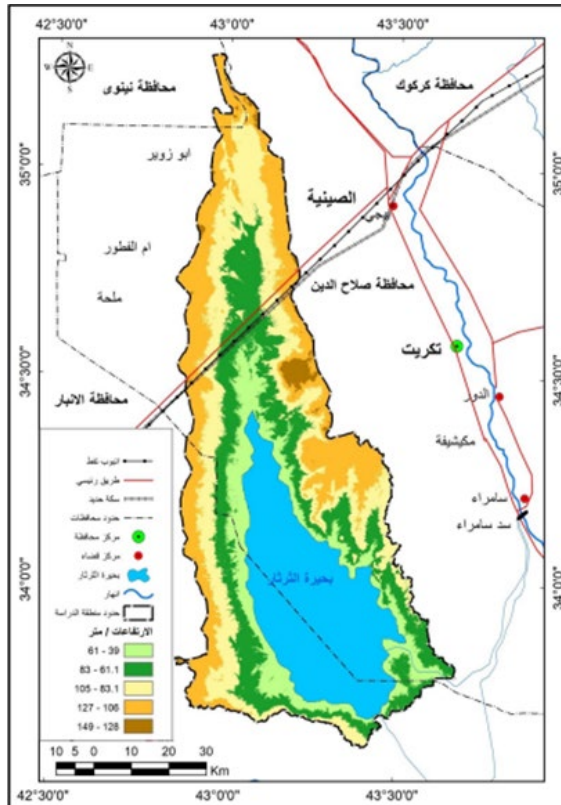 42°30'0"
43°0'0"
43°30'0"
N
W
E
S
محافظة نينوى
محافظة كركوك
35°0'0"
35°0'0"
ابو زوير
الصينية
بيجي
ام الفطور
محافظة صلاح الدين
ملحة
تكريت
34°30'0"
34°30'0"
محافظة الانبار
الدور
مكيشيفة
سامراء
سد سامراء
34°0'0"
34°0'0"
بحيرة الثرثار
انبوب نفط
طريق رئيسي
سكة حديد
حدود محافظات
مركز محافظة
مركز قضاء
بحيرة الثرثار
انهار
حدود منطقة الدراسة
الارتفاعات / متر
61 - 39
83 - 61.1
105 - 83.1
127 - 106
149 - 128
10 5 0 10 20 30
Km
42°30'0"
43°0'0"
43°30'0"